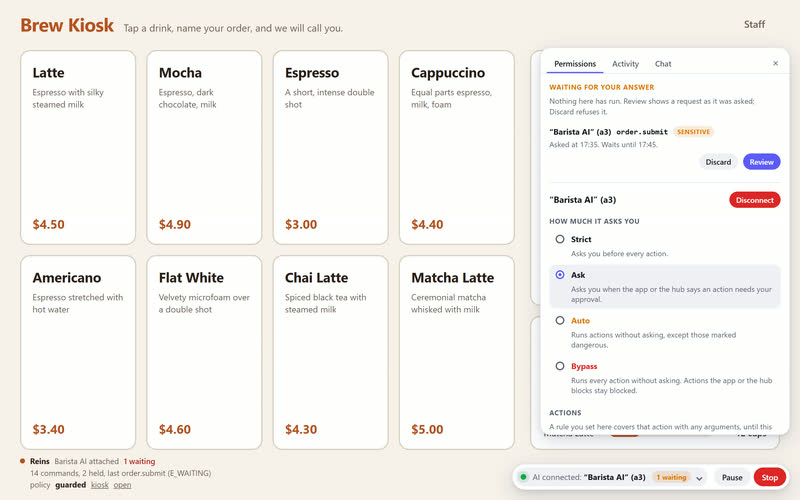 Brew Kiosk
Tap a drink, name your order, and we will call you.
Staff
Latte
Espresso with silky
steamed milk
$4.50
Mocha
Espresso, dark
chocolate, milk
$4.90
Espresso
A short, intense double
shot
$3.00
Cappuccino
Equal parts espresso,
milk, foam
$4.40
Americano
Espresso stretched with
hot water
$3.40
Flat White
Velvety microfoam over
a double shot
$4.60
Chai Latte
Spiced black tea with
steamed milk
$4.30
Matcha Latte
Ceremonial matcha
whisked with milk
$5.00
Permissions
Activity
Chat
×
WAITING FOR YOUR ANSWER
Nothing here has run. Review shows a request as it was asked;
Discard refuses it.
"Barista AI" (a3) order.submit SENSITIVE
Asked at 17:35. Waits until 17:45.
Discard
Review
"Barista AI" (a3)
Disconnect
HOW MUCH IT ASKS YOU
Strict
Asks you before every action.
Ask
Asks you when the app or the hub says an action needs your
approval.
Auto
Runs actions without asking, except those marked
dangerous.
Bypass
Runs every action without asking. Actions the app or the hub
blocks stay blocked.
ACTIONS
A rule you set here covers that action with any arguments, until this
Reins Barista AI attached 1 waiting
14 commands, 2 held, last order.submit (E_WAITING)
policy guarded kiosk open
AI connected: "Barista AI" (a3)
1 waiting
Pause
Stop